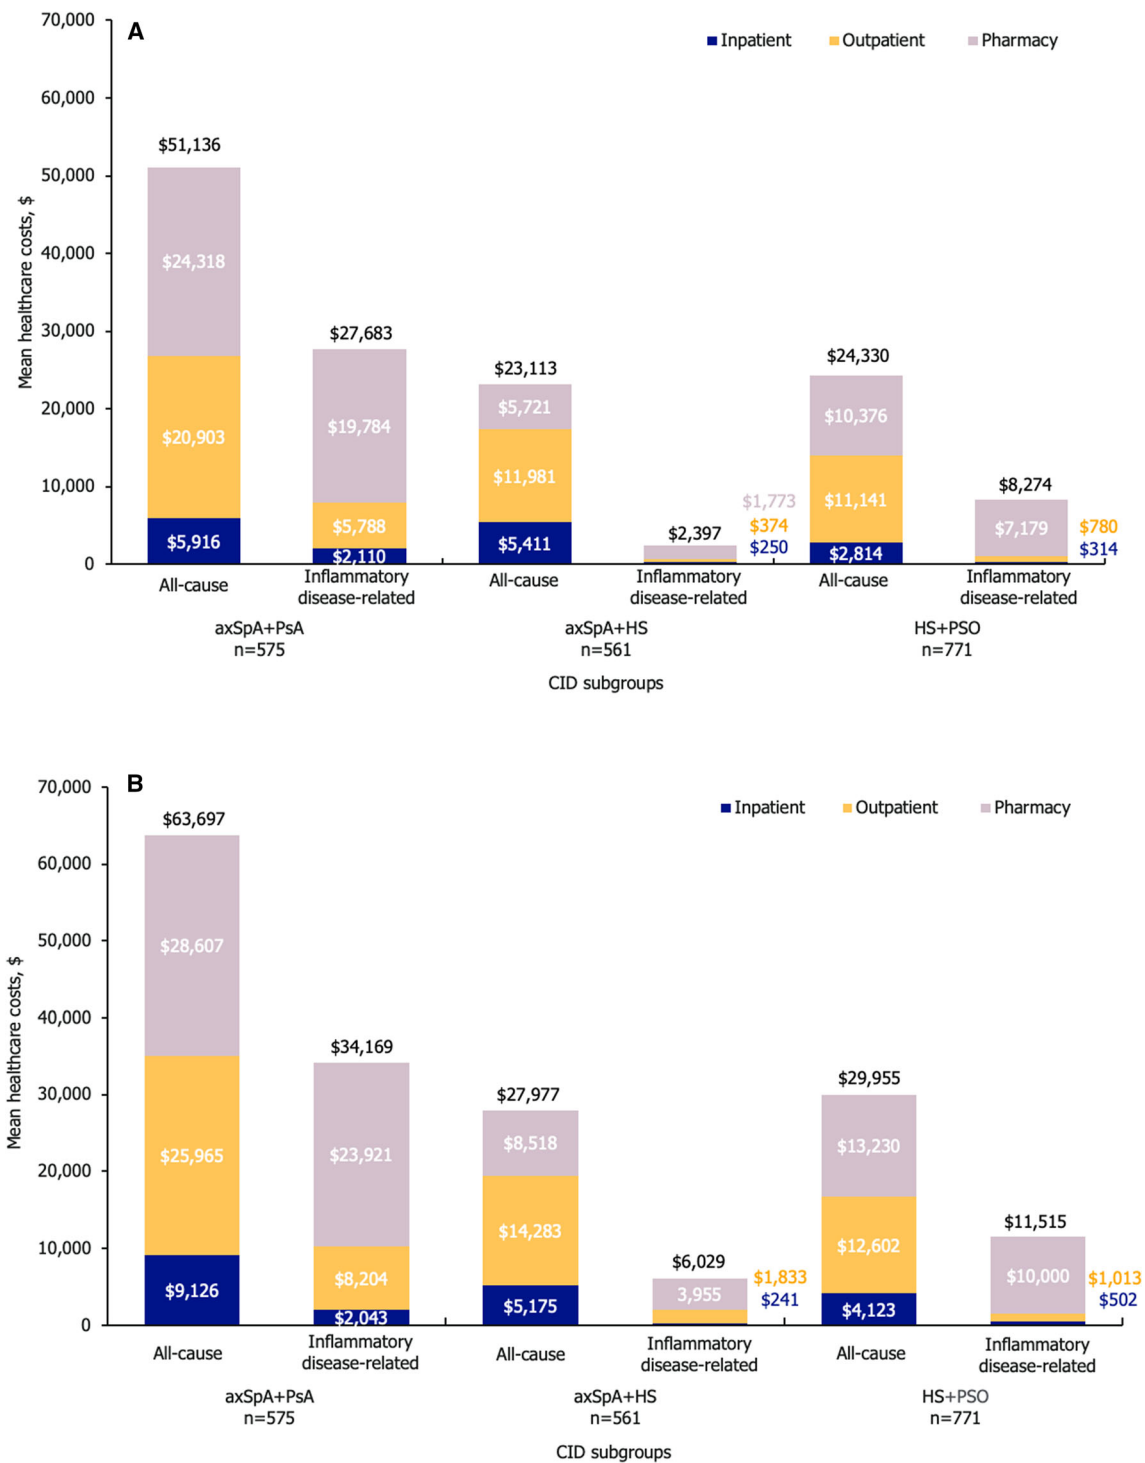 A
Inpatient Outpatient Pharmacy
Mean healthcare costs, $
70,000
60,000
50,000
40,000
30,000
20,000
10,000
0
$51,136
$24,318
$20,903
$5,916
$27,683
$19,784
$5,788
$2,110
$23,113
$5,721
$11,981
$5,411
$2,397
$1,773
$374
$250
$24,330
$10,376
$11,141
$2,814
$8,274
$7,179
$780
$314
All-cause
Inflammatory
disease-related
All-cause
Inflammatory
disease-related
All-cause
Inflammatory
disease-related
axSpA+PsA
n=575
axSpA+HS
n=561
HS+PSO
n=771
CID subgroups
B
Inpatient Outpatient Pharmacy
Mean healthcare costs, $
70,000
60,000
50,000
40,000
30,000
20,000
10,000
0
$63,697
$28,607
$25,965
$9,126
$34,169
$23,921
$8,204
$2,043
$27,977
$8,518
$14,283
$5,175
$6,029
3,955
$1,833
$241
$29,955
$13,230
$12,602
$4,123
$11,515
$10,000
$1,013
$502
All-cause
Inflammatory
disease-related
All-cause
Inflammatory
disease-related
All-cause
Inflammatory
disease-related
axSpA+PsA
n=575
axSpA+HS
n=561
HS+PSO
n=771
CID subgroups